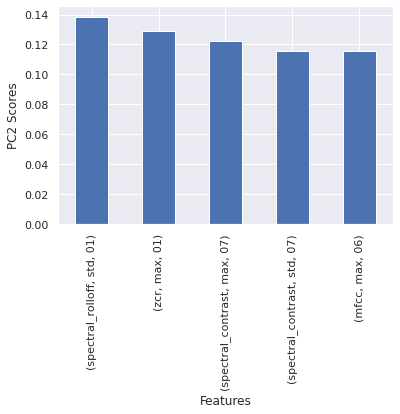 0.14
0.12
0.10
0.08
0.06
0.04
0.02
0.00
PC2 Scores
(spectral_rolloff, std, 01)
(zcr, max, 01)
(spectral_contrast, max, 07)
(spectral_contrast, std, 07)
(mfcc, max, 06)
Features